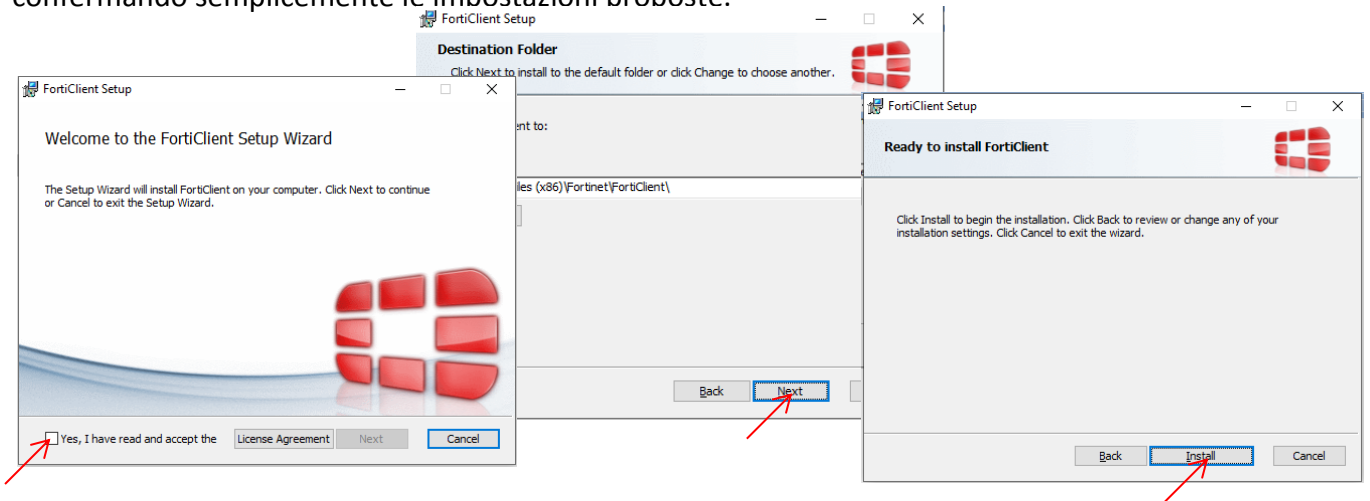 confermando semplicemente le impostazioni proposte.
FortiClient Setup
Destination Folder
Click Next to install to the default folder or click Change to choose another.
ent to:
iles (x86)\Fortinet\FortiClient\
Back
Next
FortiClient Setup
Welcome to the FortiClient Setup Wizard
The Setup Wizard will install FortiClient on your computer. Click Next to continue
or Cancel to exit the Setup Wizard.
Yes, I have read and accept the
License Agreement
Next
Cancel
FortiClient Setup
Ready to install FortiClient
Click Install to begin the installation. Click Back to review or change any of your
installation settings. Click Cancel to exit the wizard.
Back
Install
Cancel